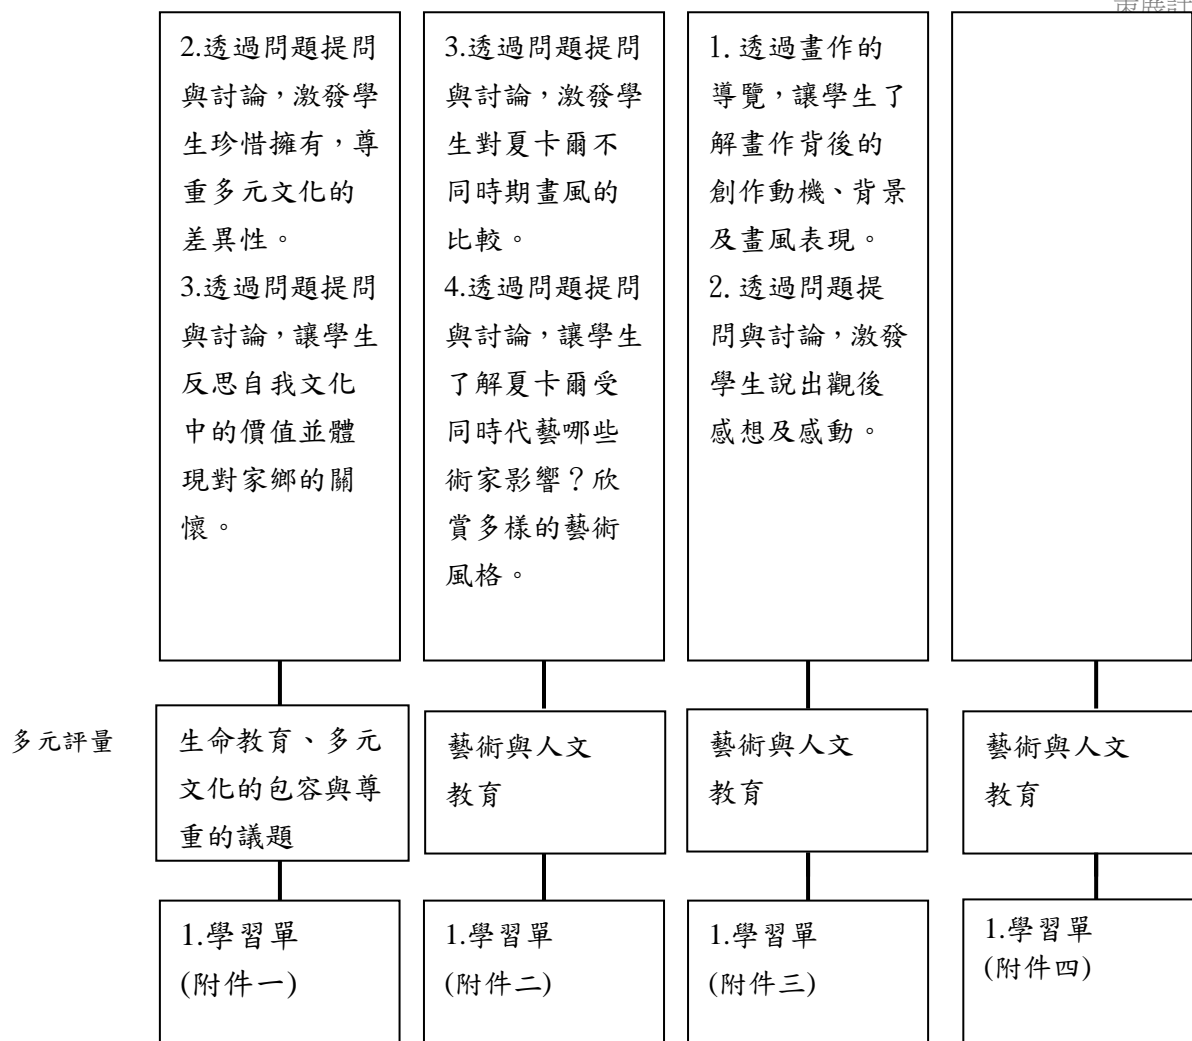 2.透過問題提問
與討論，激發學
生珍惜擁有，尊
重多元文化的
差異性。
3.透過問題提問
與討論，讓學生
反思自我文化
中的價值並體
現對家鄉的關
懷。
3.透過問題提問
與討論，激發學
生對夏卡爾不
同時期畫風的
比較。
4.透過問題提問
與討論，讓學生
了解夏卡爾受
同時代藝哪些
術家影響？欣
賞多樣的藝術
風格。
1.透過畫作的
導覽，讓學生了
解畫作背後的
創作動機、背景
及畫風表現。
2.透過問題提
問與討論，激發
學生說出觀後
感想及感動。
多元評量
生命教育、多元
文化的包容與尊
重的議題
藝術與人文
教育
藝術與人文
教育
藝術與人文
教育
1.學習單
(附件一)
1.學習單
(附件二)
1.學習單
(附件三)
1.學習單
(附件四)